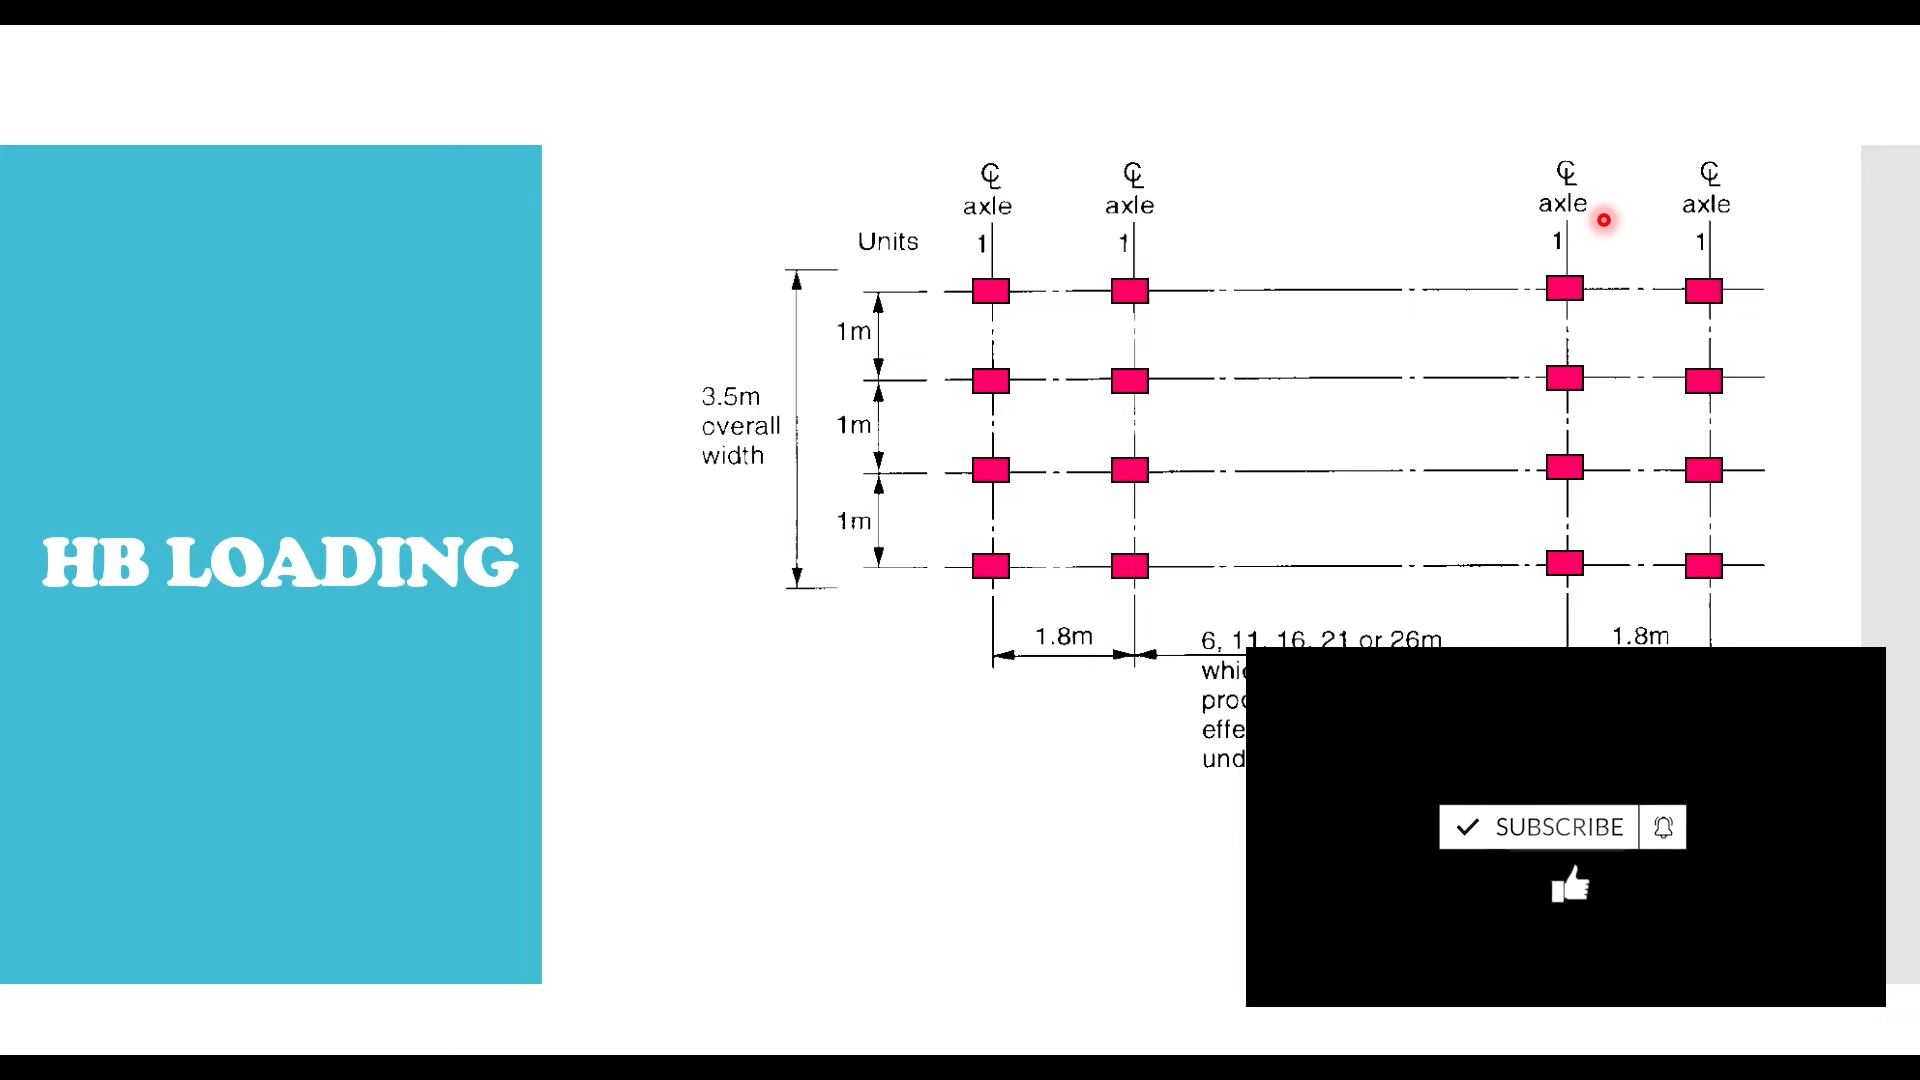 ℄ ℄ ℄ ℄
axle axle axle axle
Units 1 1 1 1
1m
3.5m
overall
width
1m
1m
HB LOADING
1.8m
6, 11, 16, 21 or 26m
1.8m
SUBSCRIBE